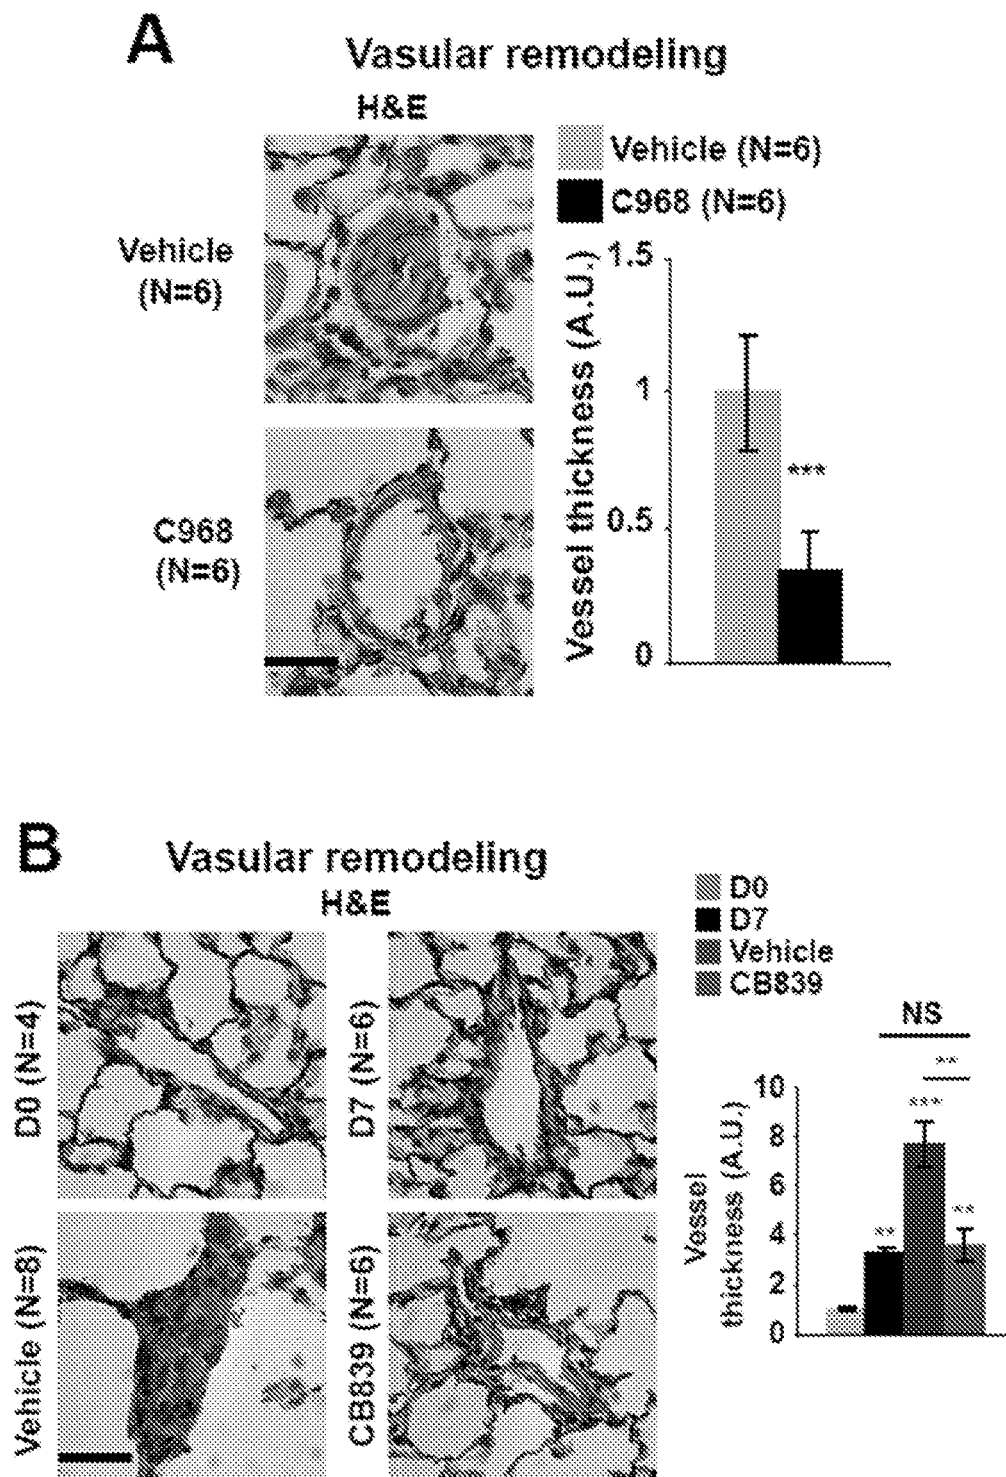 A
Vasular remodeling
H&E
Vehicle (N=6)
C968 (N=6)
Vehicle
(N=6)
C968
(N=6)
Vessel thickness (A.U.)
1.5
1
0.5
0
***
B
Vasular remodeling
H&E
D0 (N=4)
D7 (N=6)
Vehicle (N=8)
CB839 (N=6)
D0
D7
Vehicle
CB839
NS
**
***
**
**
Vessel
thickness (A.U.)
10
8
6
4
2
0